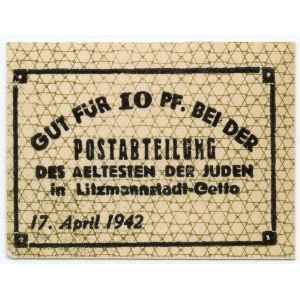 GUT FÜR 10 PF. BEI DER
POSTABTEILUNG
DES AELTESTEN DER JUDEN
in Litzmannstadt-Getto
17. April 1942